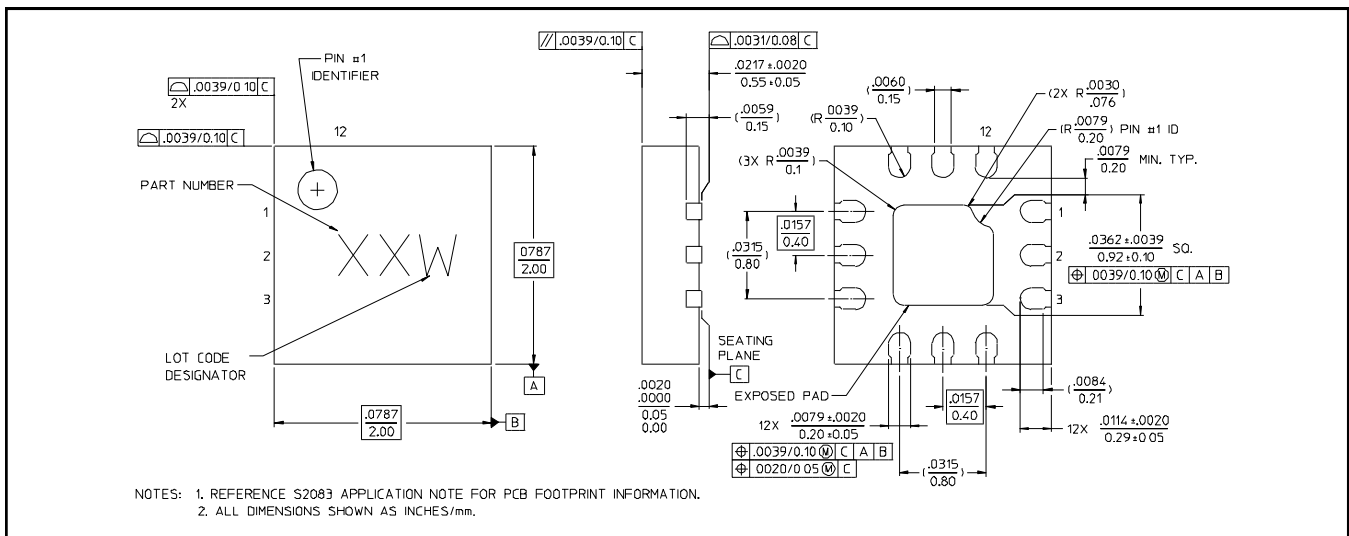 // .0039/0.10 C
.0031/0.08 C
PIN #1
IDENTIFIER
.0039/0 10 C
2X
.0039/0.10 C
12
PART NUMBER
1
2
3
XXW
LOT CODE
DESIGNATOR
.0787
2.00
A
.0787
2.00
B
.0217 ±.0020
0.55±0.05
(.0059
0.15)
SEATING
PLANE
C
.0020
.0000
0.05
0.00
(.0060
0.15)
(R 0039
0.10)
(3X R.0039
0.1)
(.0315
0.80)
.0157
0.40
(2X R.0030
.076)
(R.0079
0.20) PIN #1 ID
12
.0079
0.20 MIN. TYP.
1
2
3
.0362 ±.0039
0.92±0.10 SQ.
⌖ 0039/0.10 Ⓜ C A B
EXPOSED PAD
12X .0079 ±.0020
0.20 ±0.05
⌖ .0039/0.10 Ⓜ C A B
⌖ 0020/0 05 Ⓜ C
.0157
0.40
(.0315
0.80)
(.0084
0.21)
12X .0114 ±.0020
0.29±0 05
NOTES: 1. REFERENCE S2083 APPLICATION NOTE FOR PCB FOOTPRINT INFORMATION.
2. ALL DIMENSIONS SHOWN AS INCHES/mm.